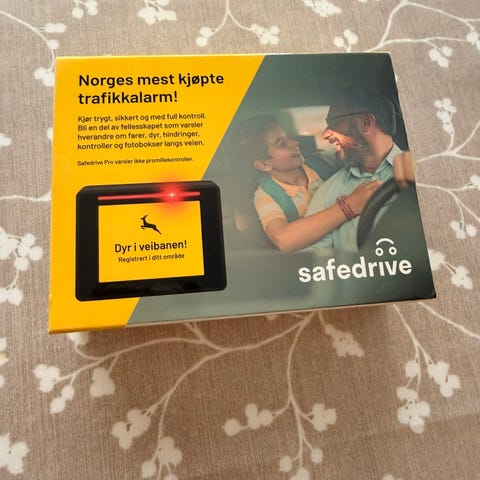 Norges mest kjøpte
trafikkalarm!
Kjør trygt, sikkert og med full kontroll.
Bli en del av fellesskapet som varsler
hverandre om farer, dyr, hindringer,
kontroller og fotobokser langs veien.
Safedrive Pro varsler ikke promillekontroller.
Dyr i veibanen!
Registrert i ditt område
safedrive